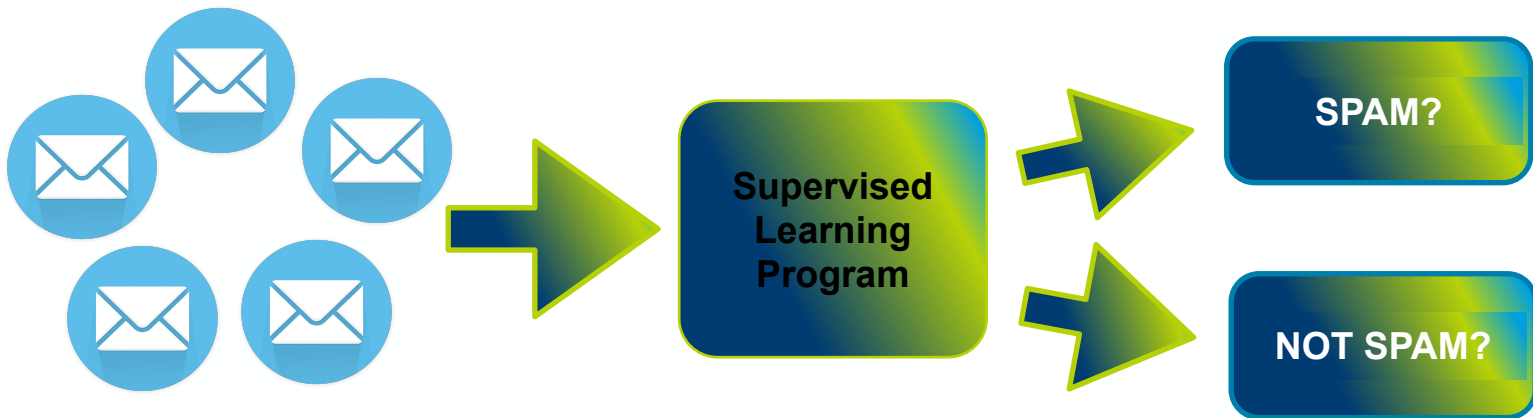 Supervised
Learning
Program
SPAM?
NOT SPAM?